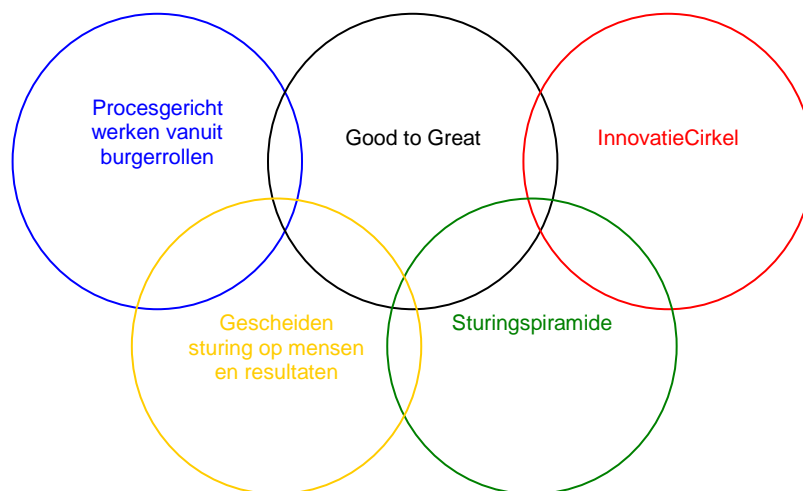 Procesgericht
werken vanuit
burgerrollen
Good to Great
InnovatieCirkel
Gescheiden
sturing op mensen
en resultaten
Sturingspiramide